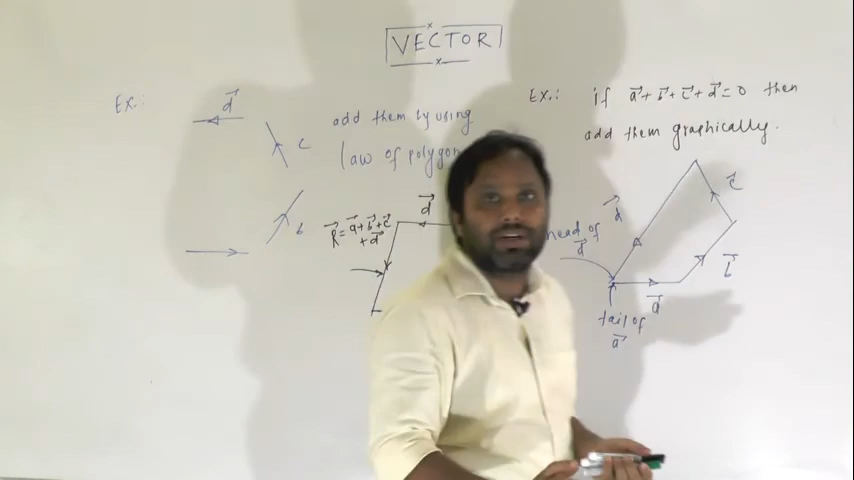 VECTOR
Ex.:
d⃗
c
b
add them by using
law of polygon
R⃗ = a⃗+b⃗+c⃗
+d⃗
d⃗
Ex.: if a⃗+b⃗+c⃗+d⃗=0 then
add them graphically.
d⃗
c⃗
b⃗
a⃗
head of
d⃗
tail of
a⃗